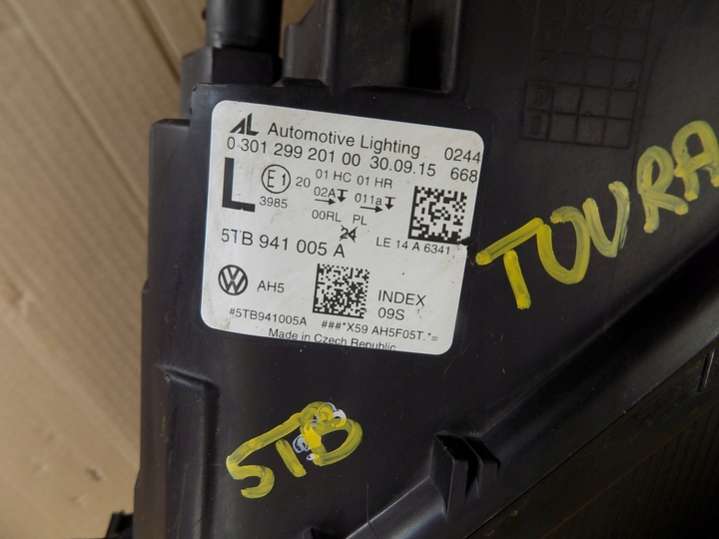 AL Automotive Lighting 0244
0 301 299 201 00 30.09.15 668
L E1 20 01 HC 01 HR
02A 011a
3985 00RL PL
24
LE 14 A 6341
5TB 941 005 A
AH5 INDEX
09S
#5TB941005A ###*X59 AH5F05T.*=
Made in Czech Republic
TOURA
5TB